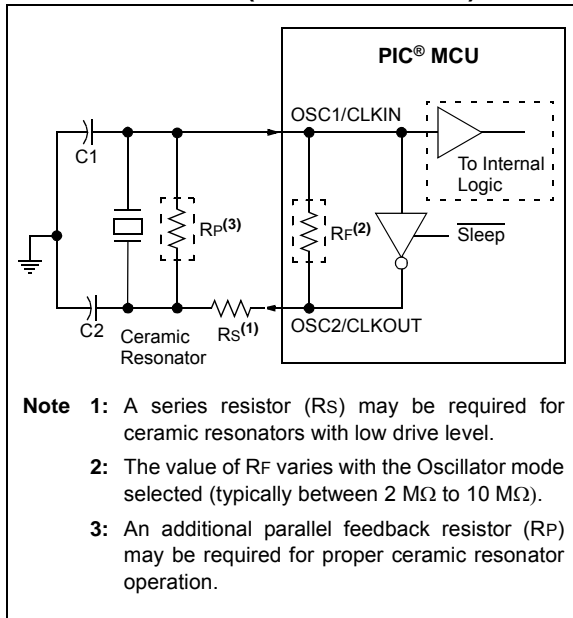 PIC® MCU
OSC1/CLKIN
C1
To Internal
Logic
RP(3)
RF(2)
Sleep
C2
Ceramic
Resonator
RS(1)
OSC2/CLKOUT
Note 1: A series resistor (RS) may be required for
ceramic resonators with low drive level.
2: The value of RF varies with the Oscillator mode
selected (typically between 2 MΩ to 10 MΩ).
3: An additional parallel feedback resistor (RP)
may be required for proper ceramic resonator
operation.